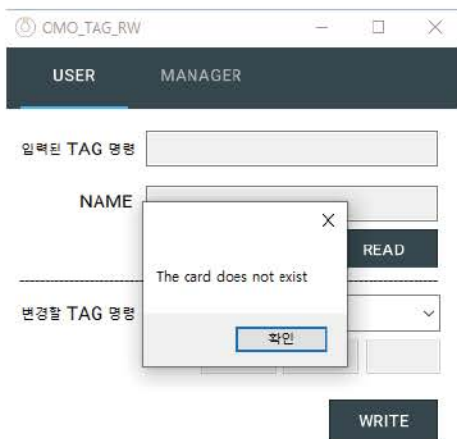 OMO_TAG_RW
USER MANAGER
입력된 TAG 명령
NAME
READ
The card does not exist
변경할 TAG 명령
확인
WRITE